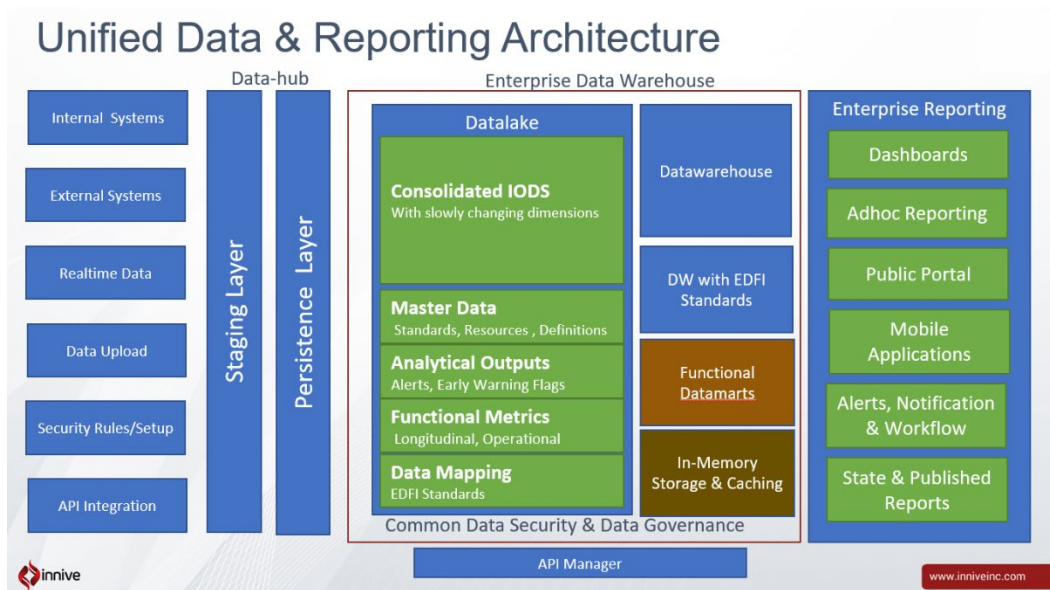 Unified Data & Reporting Architecture
Data-hub
Enterprise Data Warehouse
Internal Systems
External Systems
Realtime Data
Data Upload
Security Rules/Setup
API Integration
Staging Layer
Persistence Layer
Datalake
Consolidated IODS
With slowly changing dimensions
Master Data
Standards, Resources , Definitions
Analytical Outputs
Alerts, Early Warning Flags
Functional Metrics
Longitudinal, Operational
Data Mapping
EDFI Standards
Datawarehouse
DW with EDFI
Standards
Functional
Datamarts
In-Memory
Storage & Caching
Common Data Security & Data Governance
API Manager
Enterprise Reporting
Dashboards
Adhoc Reporting
Public Portal
Mobile
Applications
Alerts, Notification
& Workflow
State & Published
Reports
innive
www.inniveinc.com